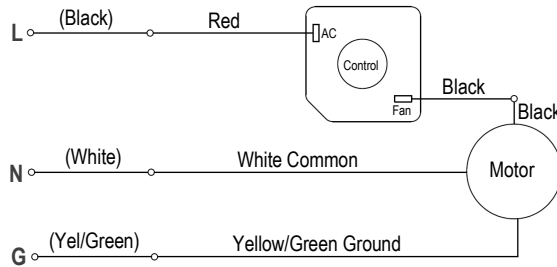 L (Black) Red AC
Control
Fan Black
Black
N (White) White Common Motor
G (Yel/Green) Yellow/Green Ground